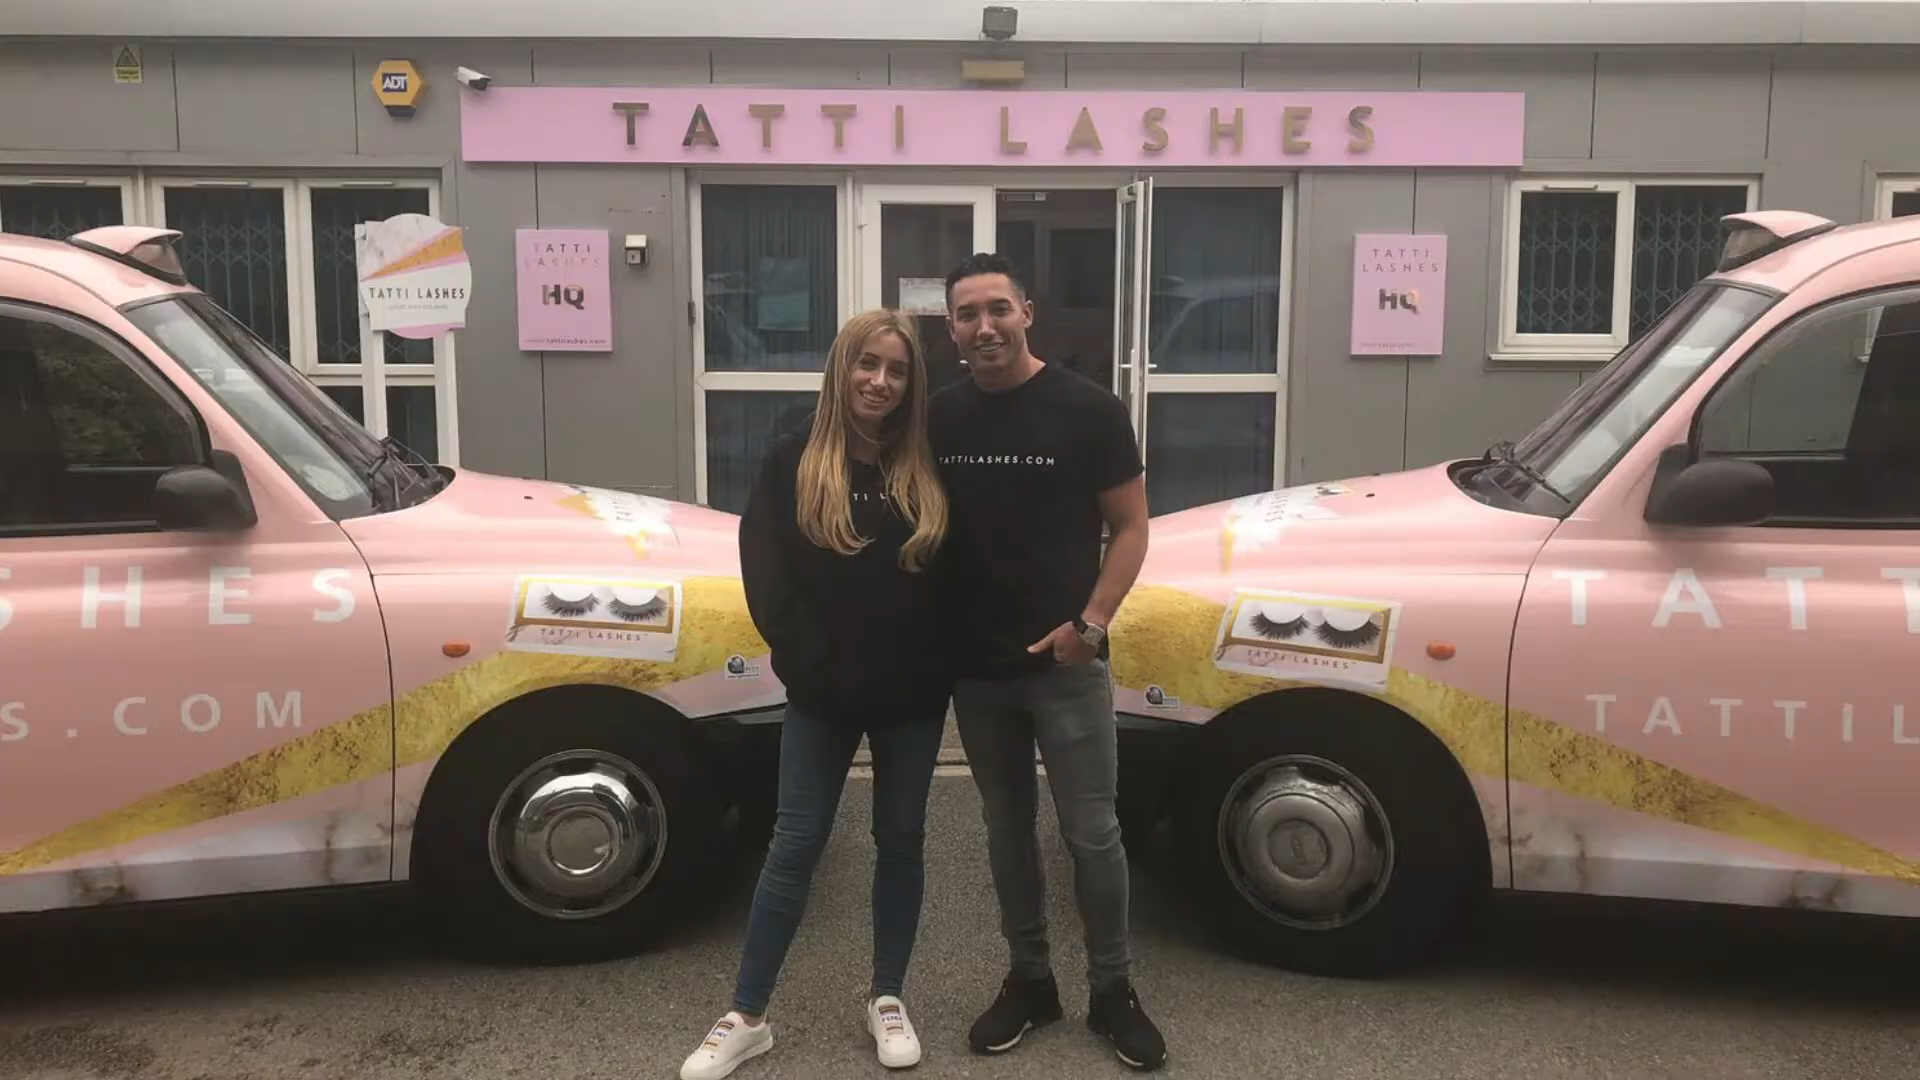 ADT
TATTI LASHES
TATTI LASHES
TATTI
LASHES
HQ
www.tattilashes.com
TATTI
LASHES
HQ
TATTILASHES.COM
TI L
SHES
S.COM
TATTI LASHES
TATTI LASHES
TATT
TATTIL